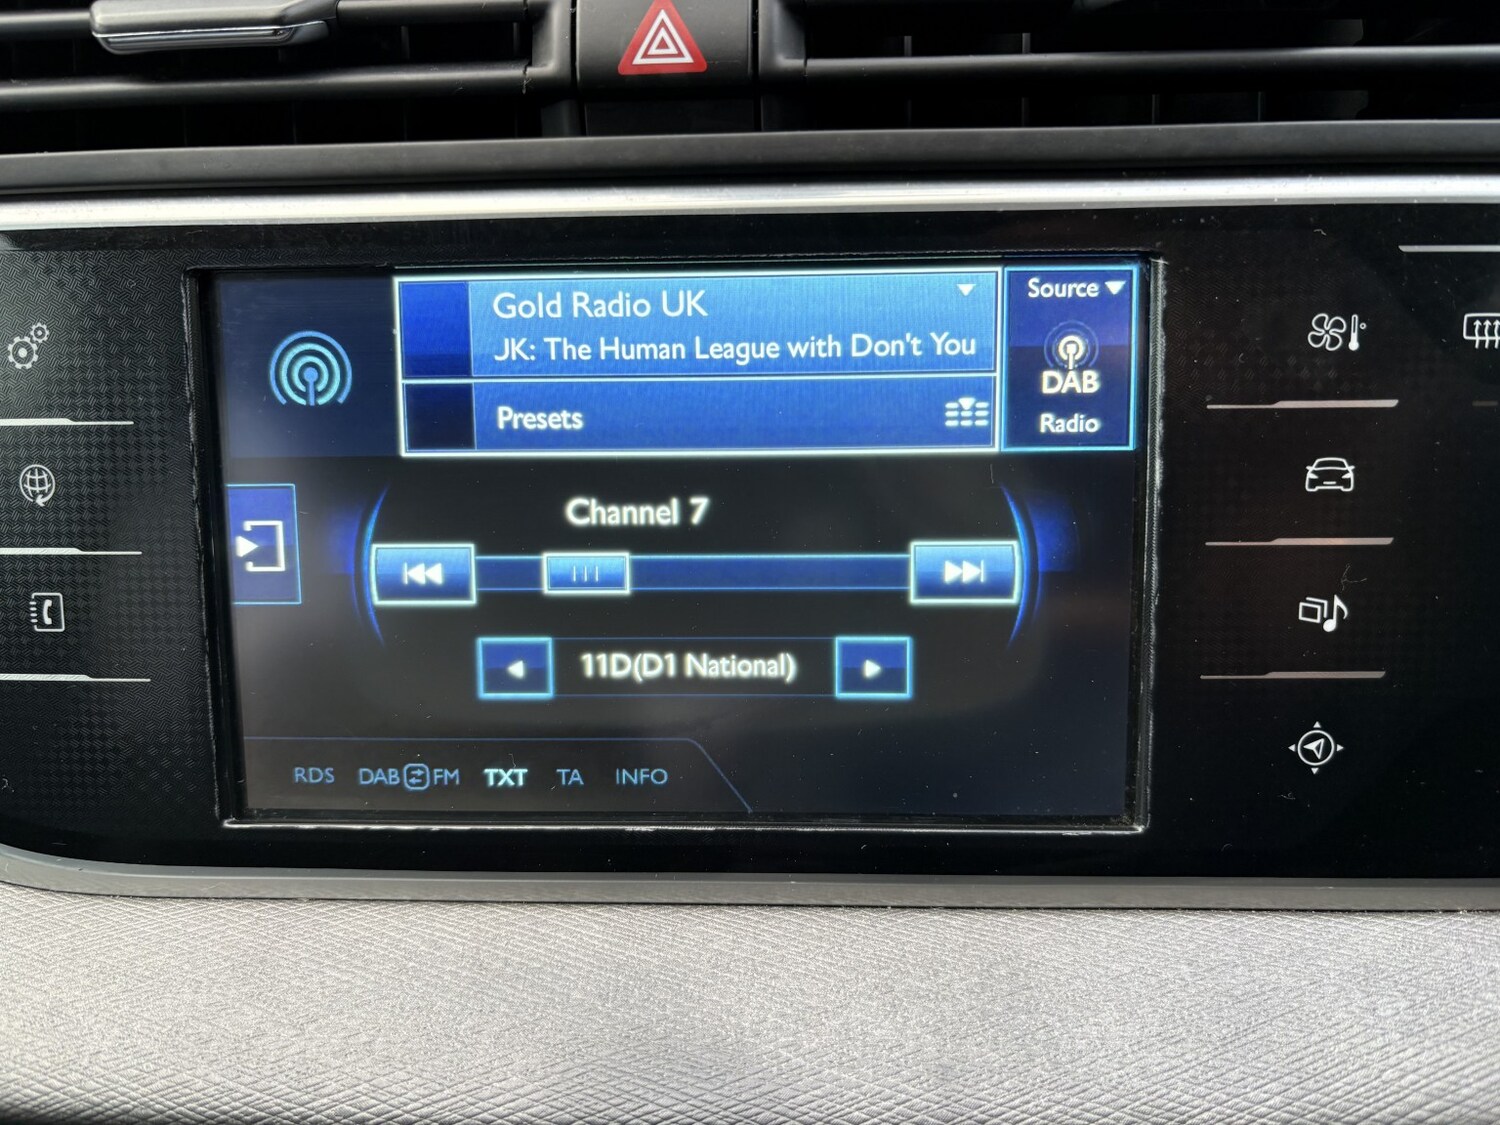 Gold Radio UK
JK: The Human League with Don't You
Presets
Source
DAB
Radio
Channel 7
11D(D1 National)
RDS DAB FM TXT TA INFO